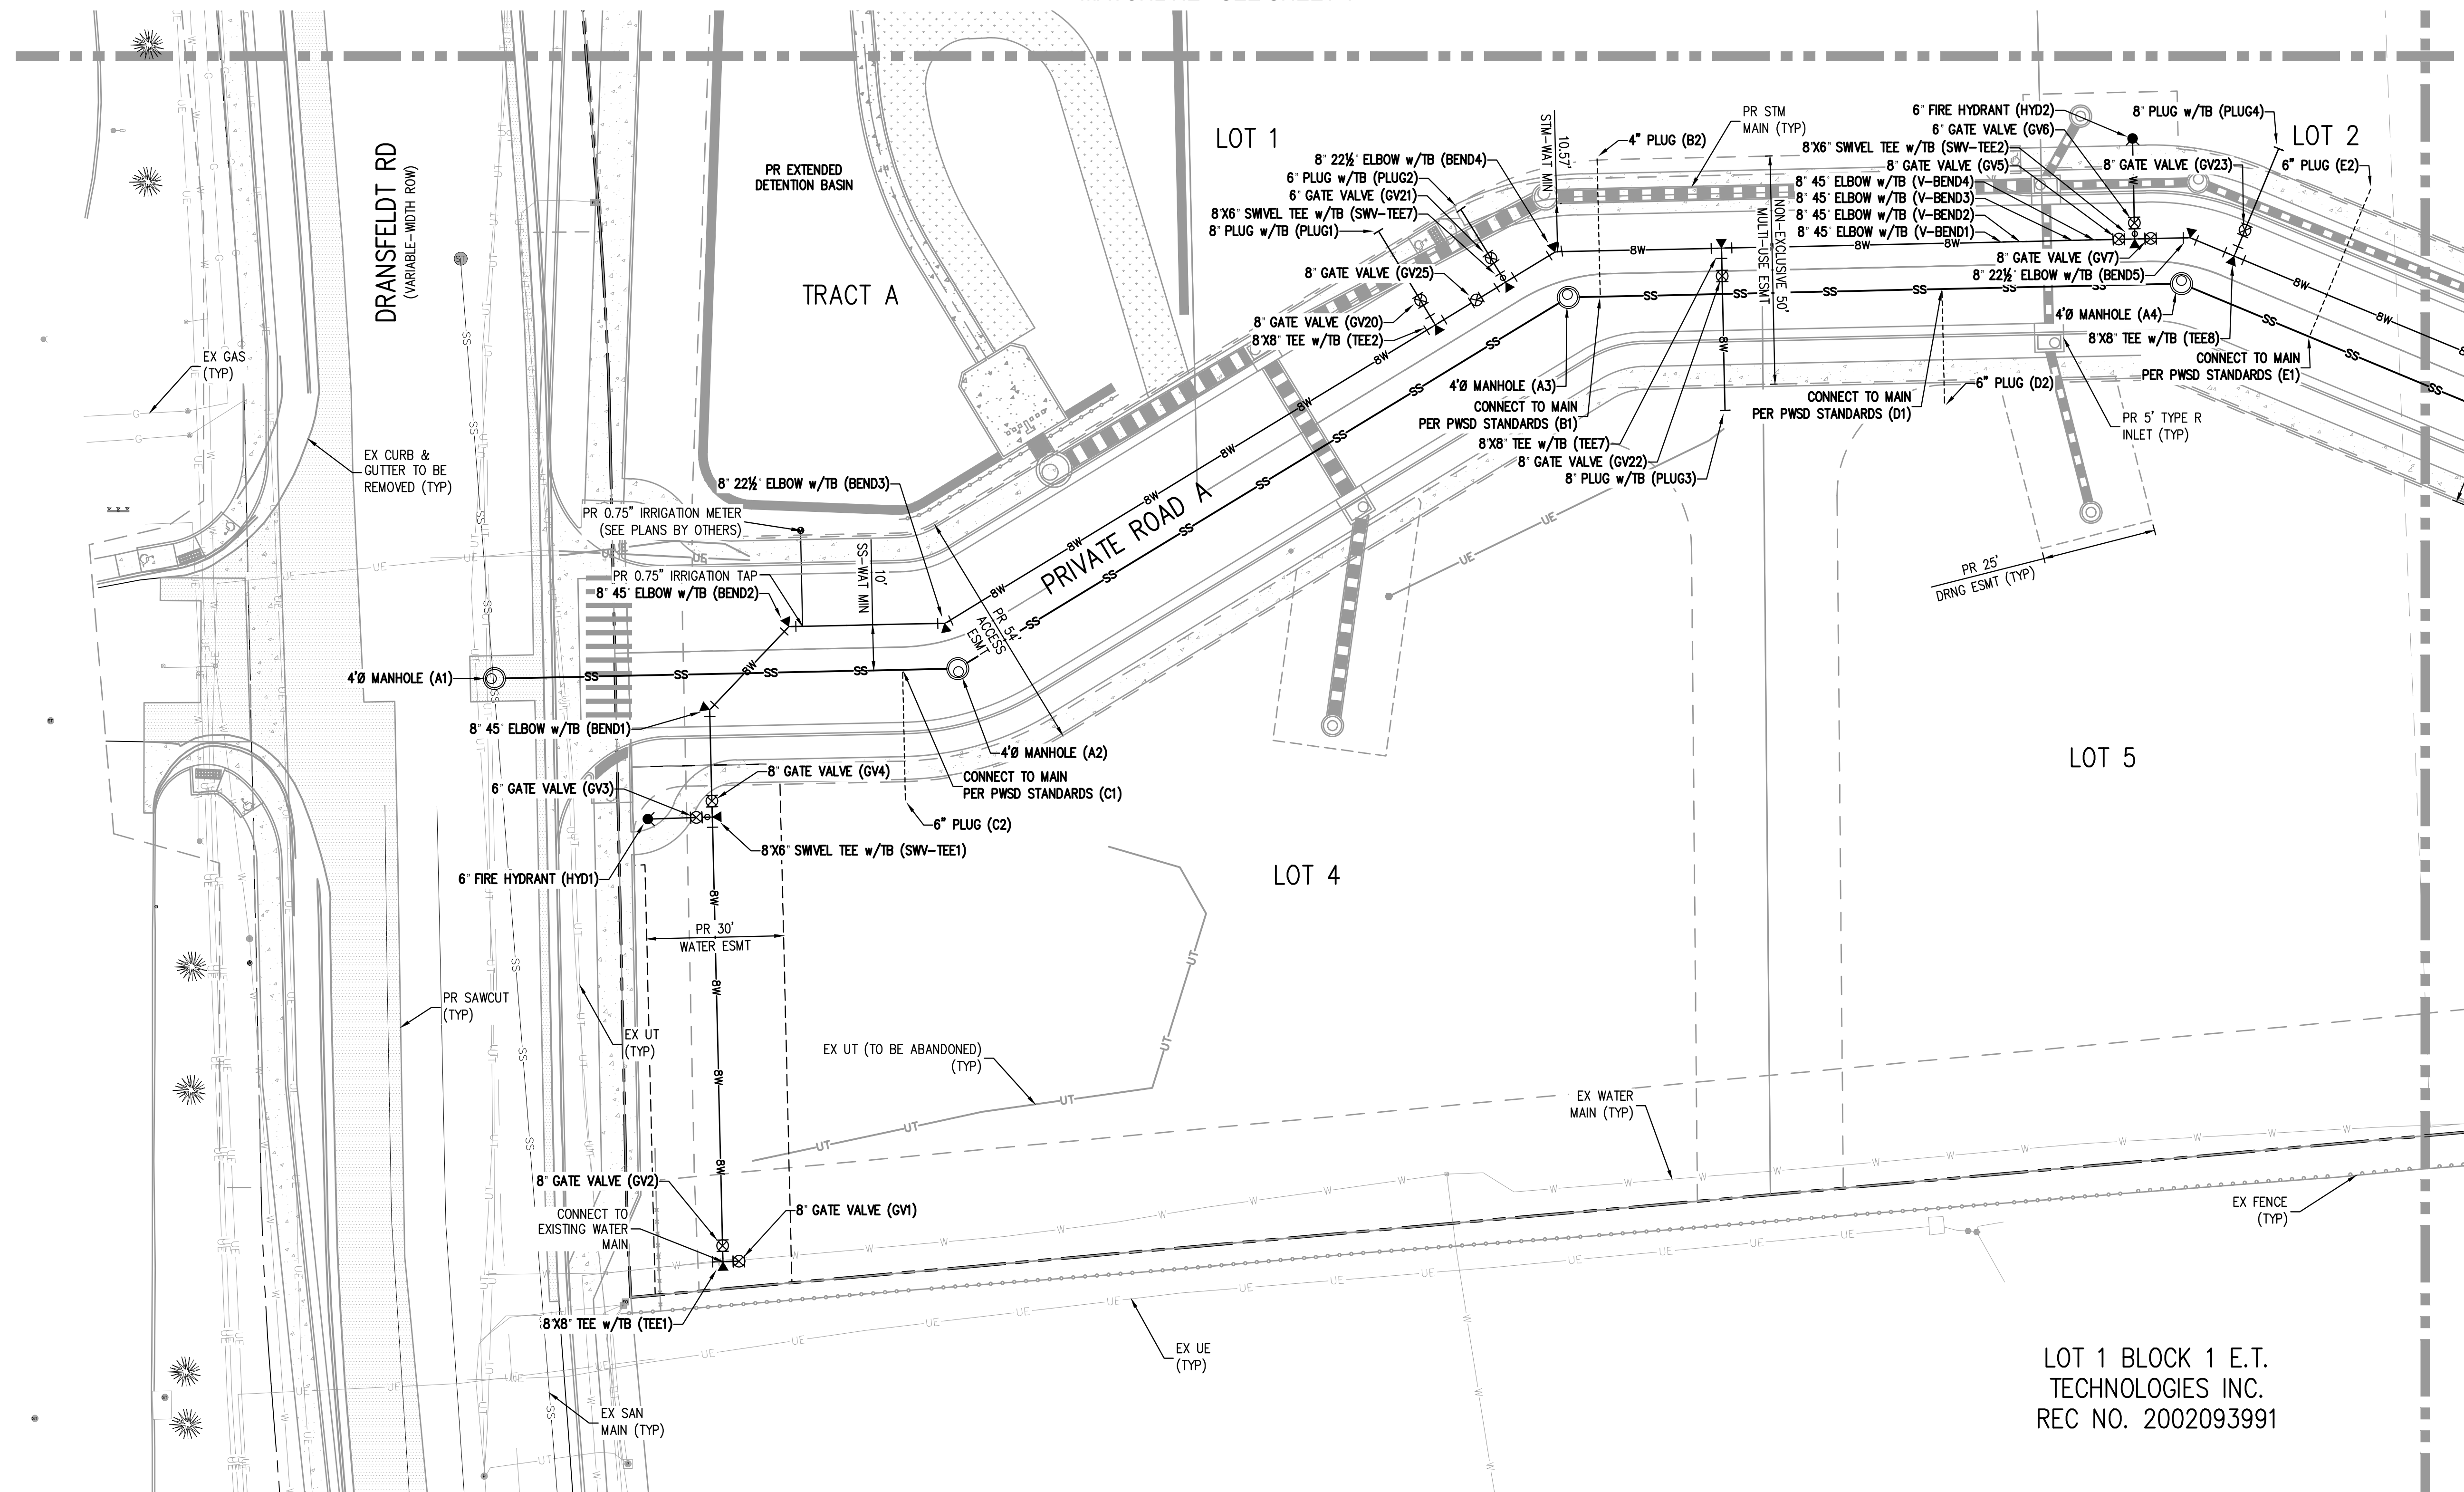 DRANSFELDT RD
(VARIABLE-WIDTH ROW)
EX GAS
(TYP)
EX CURB &
GUTTER TO BE
REMOVED (TYP)
PR EXTENDED
DETENTION BASIN
TRACT A
LOT 1
8" 22½° ELBOW w/TB (BEND4)
6" PLUG w/TB (PLUG2)
6" GATE VALVE (GV21)
8"X6" SWIVEL TEE w/TB (SWV-TEE7)
8" PLUG w/TB (PLUG1)
8" GATE VALVE (GV25)
8" GATE VALVE (GV20)
8"X8" TEE w/TB (TEE2)
10.57'
STM-WAT MIN
4" PLUG (B2)
PR STM
MAIN (TYP)
NON-EXCLUSIVE 50'
MULTI-USE ESMT
6" FIRE HYDRANT (HYD2)
6" GATE VALVE (GV6)
8"X6" SWIVEL TEE w/TB (SWV-TEE2)
8" GATE VALVE (GV5)
8" 45° ELBOW w/TB (V-BEND4)
8" 45° ELBOW w/TB (V-BEND3)
8" 45° ELBOW w/TB (V-BEND2)
8" 45° ELBOW w/TB (V-BEND1)
8" GATE VALVE (GV7)
8" 22½° ELBOW w/TB (BEND5)
8" PLUG w/TB (PLUG4)
LOT 2
8" GATE VALVE (GV23)
6" PLUG (E2)
4'Ø MANHOLE (A4)
8"X8" TEE w/TB (TEE8)
CONNECT TO MAIN
PER PWSD STANDARDS (E1)
4'Ø MANHOLE (A3)
CONNECT TO MAIN
PER PWSD STANDARDS (B1)
8"X8" TEE w/TB (TEE7)
8" GATE VALVE (GV22)
8" PLUG w/TB (PLUG3)
CONNECT TO MAIN
PER PWSD STANDARDS (D1)
6" PLUG (D2)
PR 5' TYPE R
INLET (TYP)
PR 25'
DRNG ESMT (TYP)
8" 22½° ELBOW w/TB (BEND3)
PR 0.75" IRRIGATION METER
(SEE PLANS BY OTHERS)
PR 0.75" IRRIGATION TAP
8" 45° ELBOW w/TB (BEND2)
10'
SS-WAT MIN
PRIVATE ROAD A
PR 54'
ACCESS
ESMT
4'Ø MANHOLE (A1)
8" 45° ELBOW w/TB (BEND1)
4'Ø MANHOLE (A2)
8" GATE VALVE (GV4)
CONNECT TO MAIN
PER PWSD STANDARDS (C1)
6" GATE VALVE (GV3)
6" PLUG (C2)
8"X6" SWIVEL TEE w/TB (SWV-TEE1)
6" FIRE HYDRANT (HYD1)
LOT 5
LOT 4
PR 30'
WATER ESMT
PR SAWCUT
(TYP)
EX UT
(TYP)
EX UT (TO BE ABANDONED)
(TYP)
EX WATER
MAIN (TYP)
8" GATE VALVE (GV2)
8" GATE VALVE (GV1)
CONNECT TO
EXISTING WATER
MAIN
8"X8" TEE w/TB (TEE1)
EX FENCE
(TYP)
EX UE
(TYP)
EX SAN
MAIN (TYP)
LOT 1 BLOCK 1 E.T.
TECHNOLOGIES INC.
REC NO. 2002093991